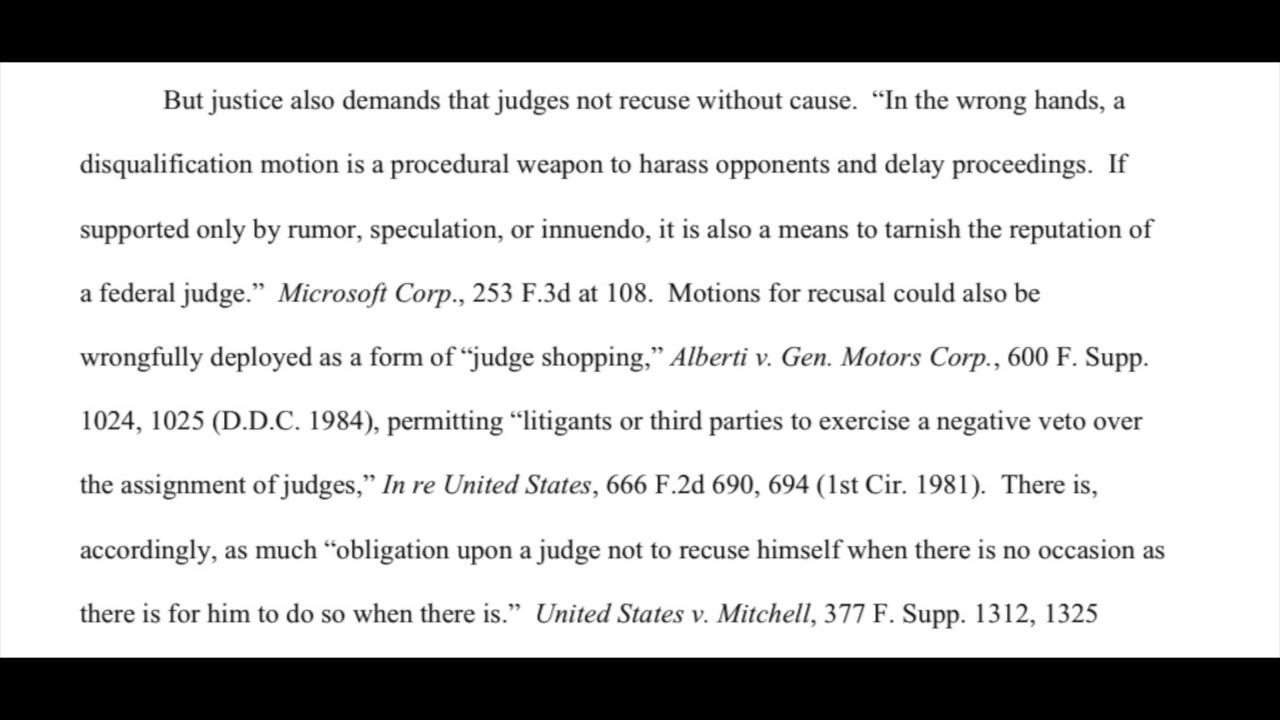 But justice also demands that judges not recuse without cause.  “In the wrong hands, a
disqualification motion is a procedural weapon to harass opponents and delay proceedings.  If
supported only by rumor, speculation, or innuendo, it is also a means to tarnish the reputation of
a federal judge.”  Microsoft Corp., 253 F.3d at 108.  Motions for recusal could also be
wrongfully deployed as a form of “judge shopping,” Alberti v. Gen. Motors Corp., 600 F. Supp.
1024, 1025 (D.D.C. 1984), permitting “litigants or third parties to exercise a negative veto over
the assignment of judges,” In re United States, 666 F.2d 690, 694 (1st Cir. 1981).  There is,
accordingly, as much “obligation upon a judge not to recuse himself when there is no occasion as
there is for him to do so when there is.”  United States v. Mitchell, 377 F. Supp. 1312, 1325